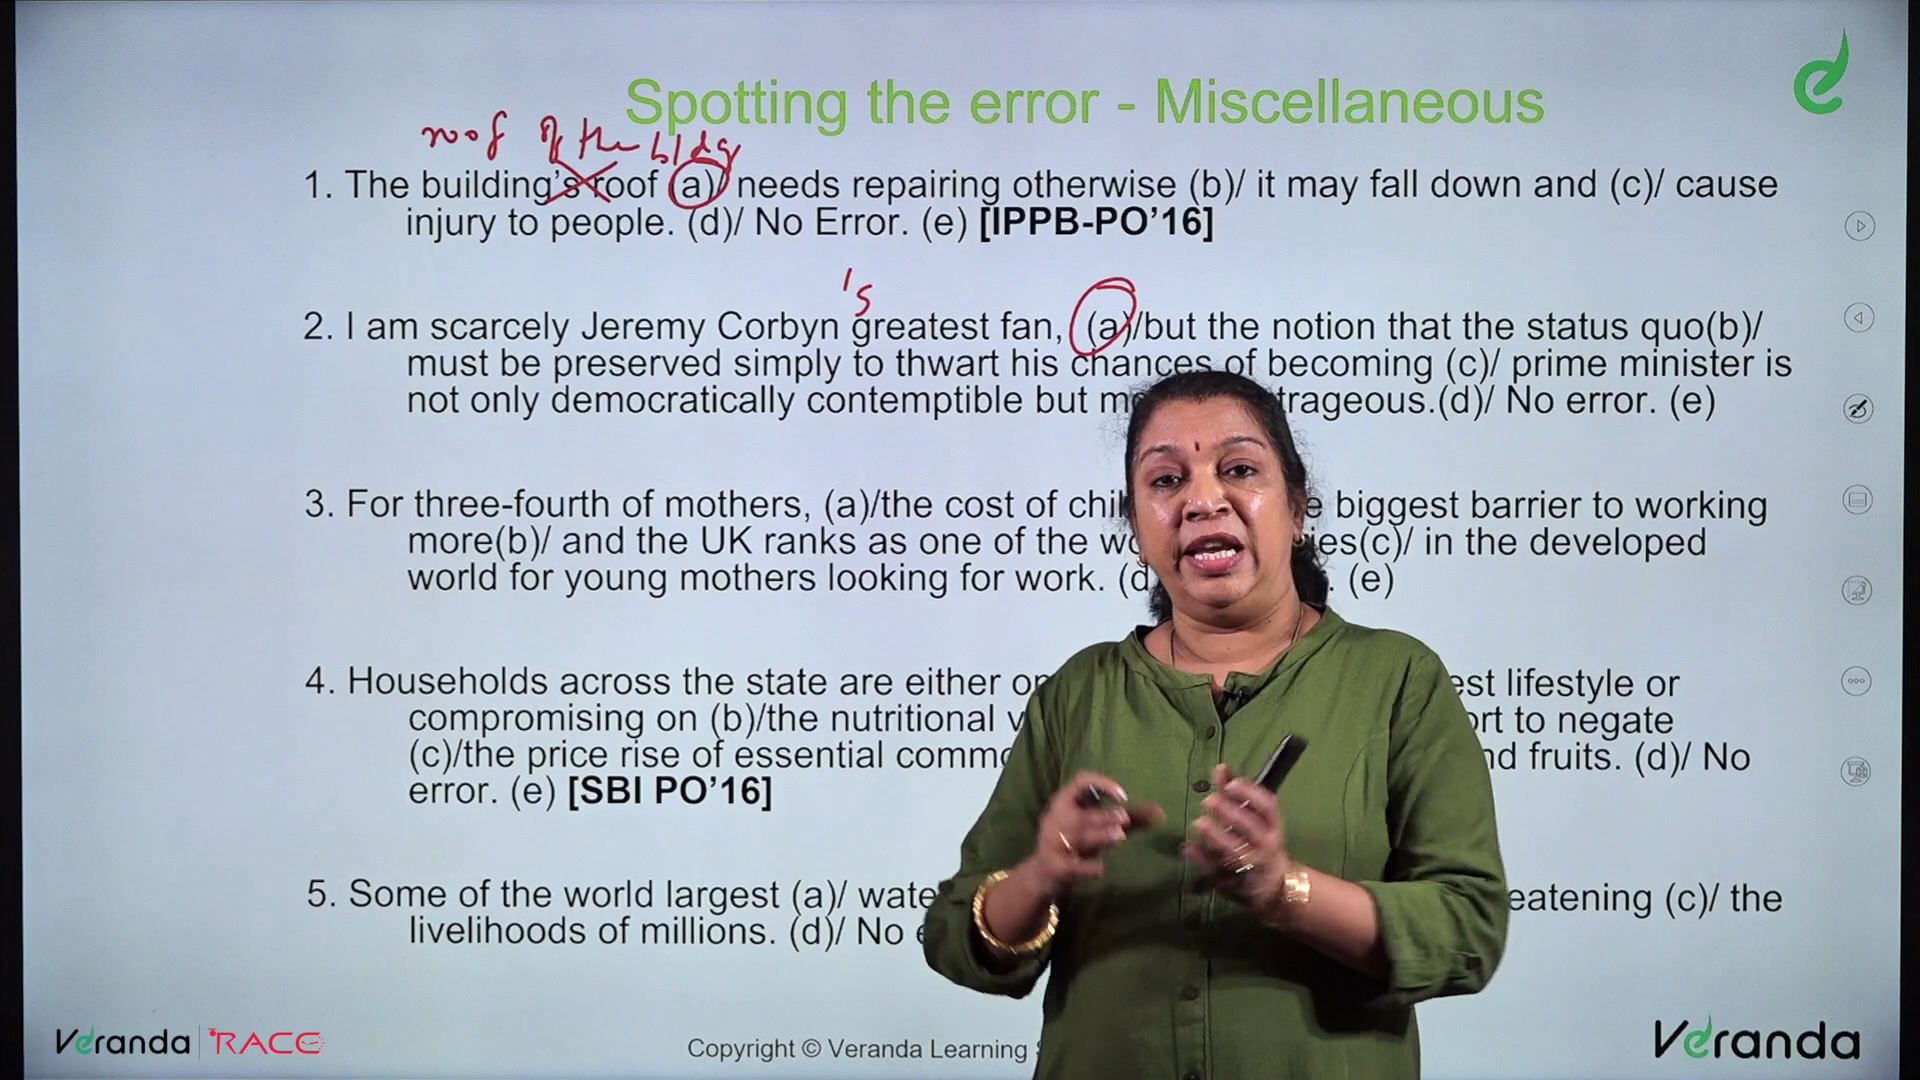 Spotting the error - Miscellaneous
roof of the bldg
1. The building's roof (a)/ needs repairing otherwise (b)/ it may fall down and (c)/ cause
injury to people. (d)/ No Error. (e) [IPPB-PO’16]
's
2. I am scarcely Jeremy Corbyn greatest fan, (a)/but the notion that the status quo(b)/
must be preserved simply to thwart his chances of becoming (c)/ prime minister is
not only democratically contemptible but trageous.(d)/ No error. (e)
3. For three-fourth of mothers, (a)/the cost of biggest barrier to working
more(b)/ and the UK ranks as one of the (c)/ in the developed
world for young mothers looking for work. (d (e)
4. Households across the state are either est lifestyle or
compromising on (b)/the nutritional ort to negate
(c)/the price rise of essential nd fruits. (d)/ No
error. (e) [SBI PO’16]
5. Some of the world largest (a)/ wate eatening (c)/ the
livelihoods of millions. (d)/ No
Veranda RACE
Copyright © Veranda Learning
Veranda